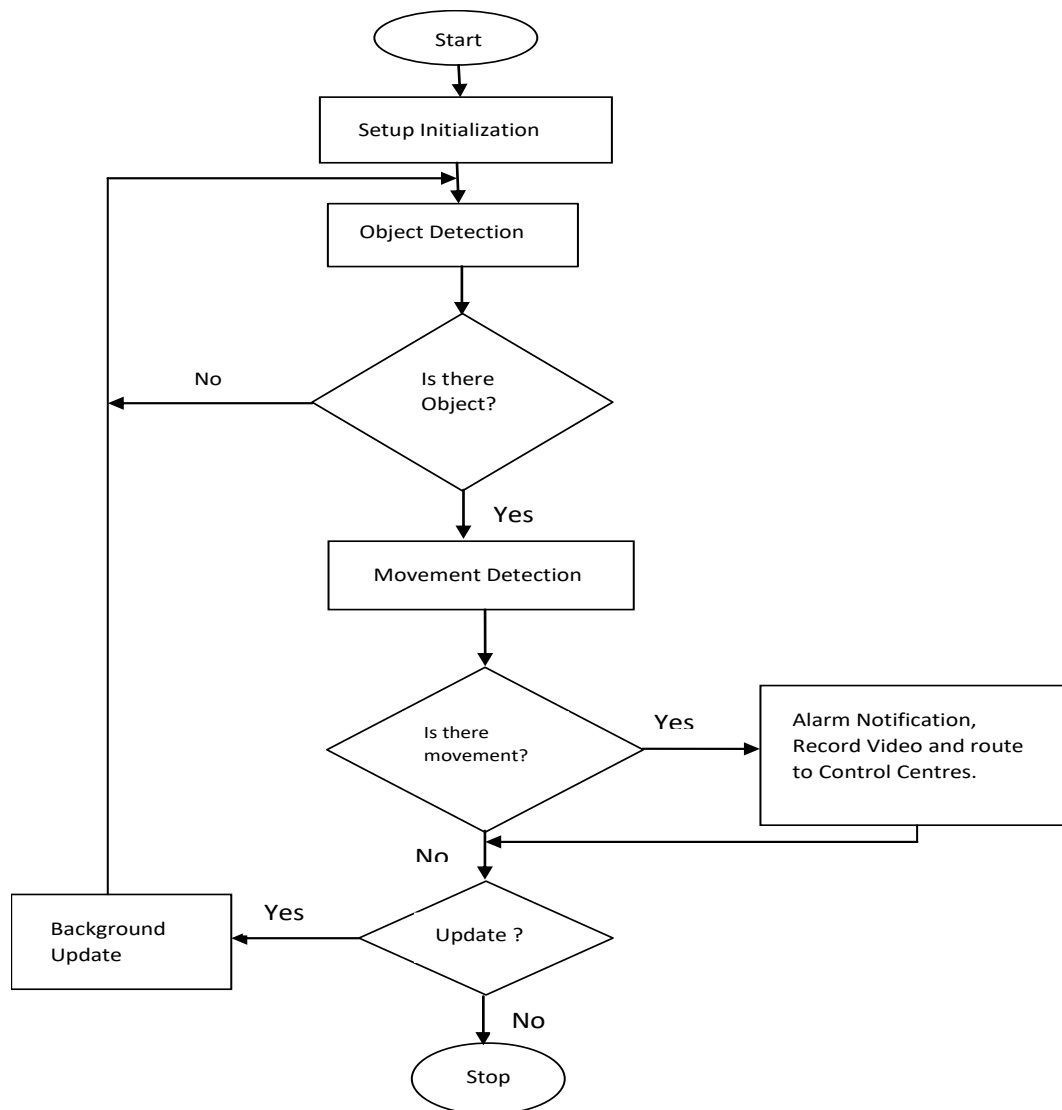 Start
Setup Initialization
Object Detection
No
Is there
Object?
Yes
Movement Detection
Is there
movement?
Yes
Alarm Notification,
Record Video and route
to Control Centres.
No
Update ?
Yes
Background
Update
No
Stop